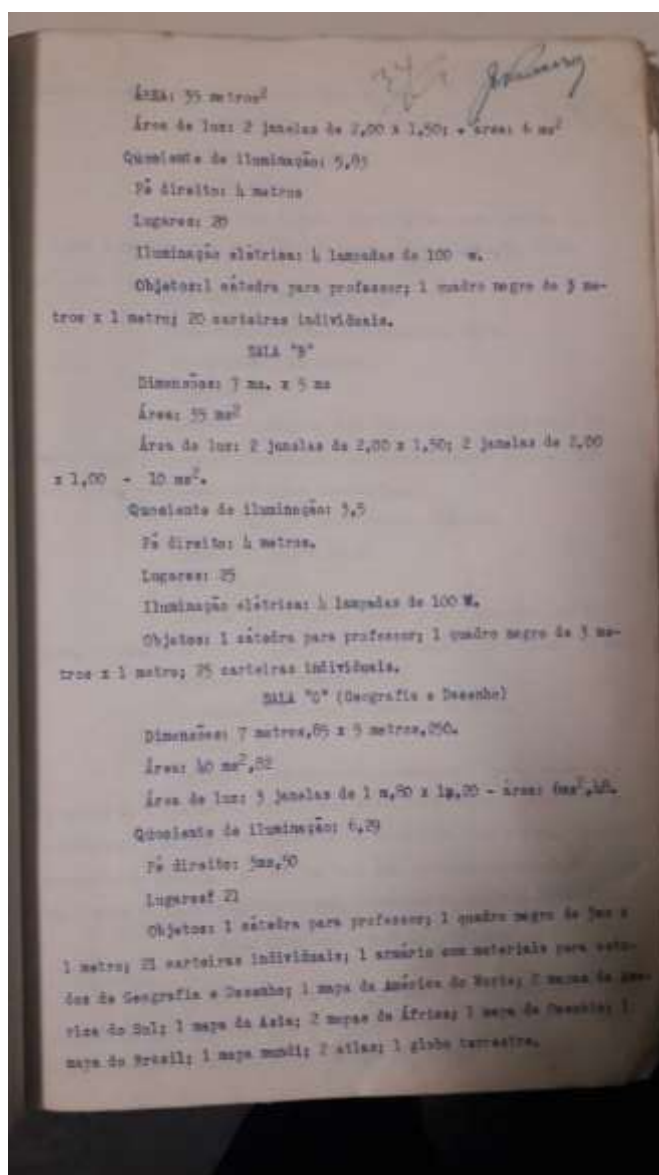 ÁREA: 35 metros²
Área de luz: 2 janelas de 2,00 x 1,50; - área: 6 ms²
Quociente de iluminação: 5,83
Pé direito: 4 metros
Lugares: 20
Iluminação elétrica: 4 lampadas de 100 W.
Objetos:1 cátedra para professor; 1 quadro negro de 3 me-
tros x 1 metro; 20 carteiras individuais.
SALA "B"
Dimensões: 7 ms. x 5 ms
Área: 35 ms²
Área de luz: 2 janelas de 2,00 x 1,50; 2 janelas de 2,00
x 1,00 - 10 ms².
Quociente de iluminação: 3,5
Pé direito: 4 metros.
Lugares: 25
Iluminação elétrica: 4 lampadas de 100 W.
Objetos: 1 cátedra para professor; 1 quadro negro de 3 me-
tros x 1 metro; 25 carteiras individuais.
SALA "C" (Geografia e Desenho)
Dimensões: 7 metros,85 x 5 metros,
Área: 40 ms²,82
Área de luz: 3 janelas de 1 m,80 x 1m,20 - área: 6ms²,48.
Quociente de iluminação: 6,29
Pé direito: 3ms,50
Lugares: 21
Objetos: 1 cátedra para professor; 1 quadro negro de 3ms x
1 metro; 21 carteiras individuais; 1 armário com materiais para estu-
dos de Geografia e Desenho; 1 mapa da América do Norte; 2 mapas da Amé-
rica do Sul; 1 mapa da Asia; 2 mapas da África; 1 mapa da Oceania; 1
mapa do Brasil; 1 mapa mundi; 2 atlas; 1 globo terrestre.